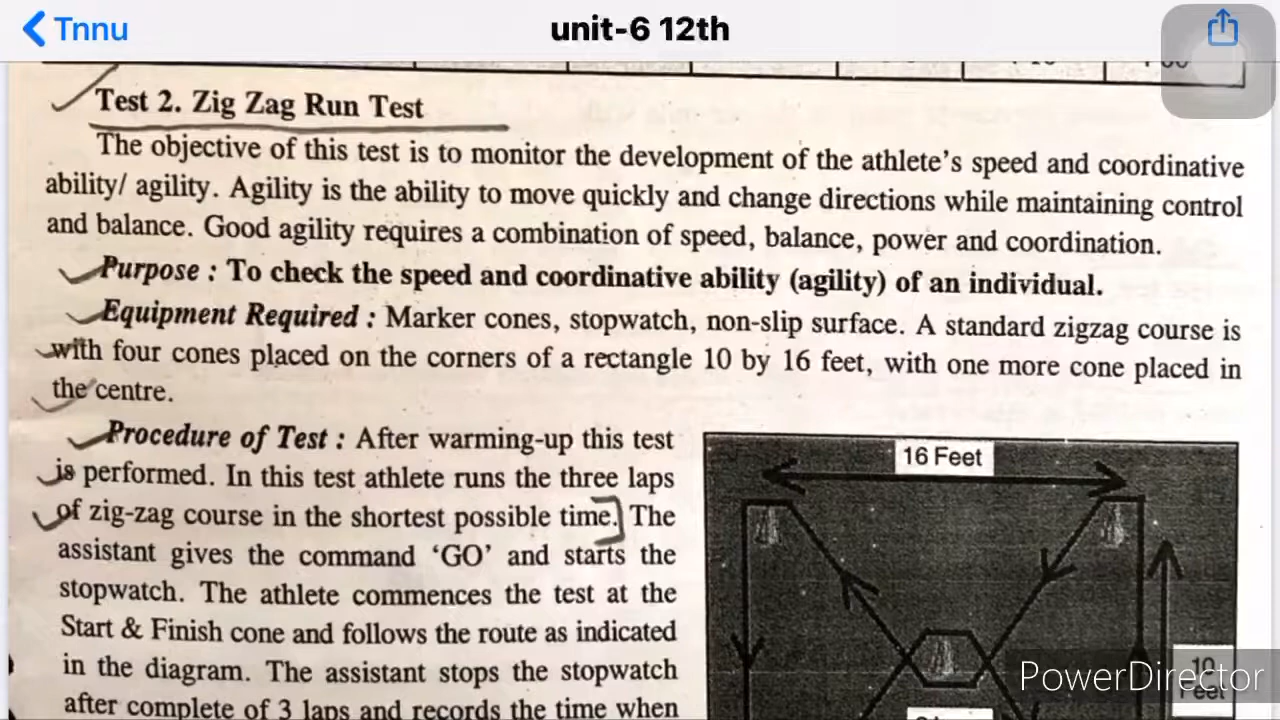 Tnnu
unit-6 12th
Test 2. Zig Zag Run Test
The objective of this test is to monitor the development of the athlete's speed and coordinative
ability/ agility. Agility is the ability to move quickly and change directions while maintaining control
and balance. Good agility requires a combination of speed, balance, power and coordination.
Purpose : To check the speed and coordinative ability (agility) of an individual.
Equipment Required : Marker cones, stopwatch, non-slip surface. A standard zigzag course is
with four cones placed on the corners of a rectangle 10 by 16 feet, with one more cone placed in
the centre.
Procedure of Test : After warming-up this test
is performed. In this test athlete runs the three laps
of zig-zag course in the shortest possible time. The
assistant gives the command ‘GO’ and starts the
stopwatch. The athlete commences the test at the
Start & Finish cone and follows the route as indicated
in the diagram. The assistant stops the stopwatch
after complete of 3 laps and records the time when
16 Feet
10
Feet
PowerDirector